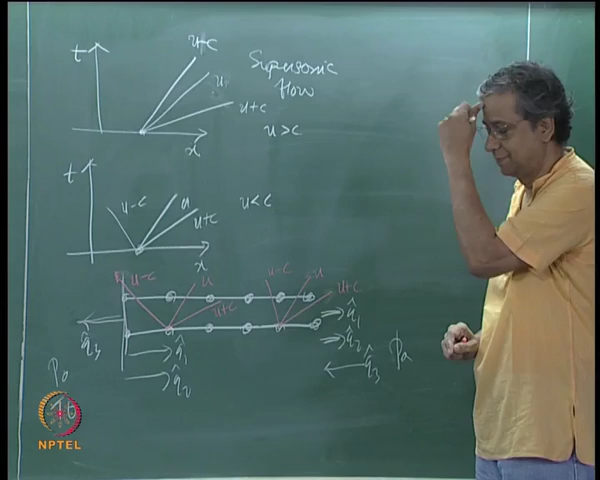 t
u-c
u
u+c
x
Supersonic
flow
u > c
t
u-c
u
u+c
x
u < c
u-c
u
u+c
u-c
u
u+c
q̂₃
q̂₁
q̂₂
q̂₁
q̂₂
q̂₃
p₀
pₐ
NPTEL